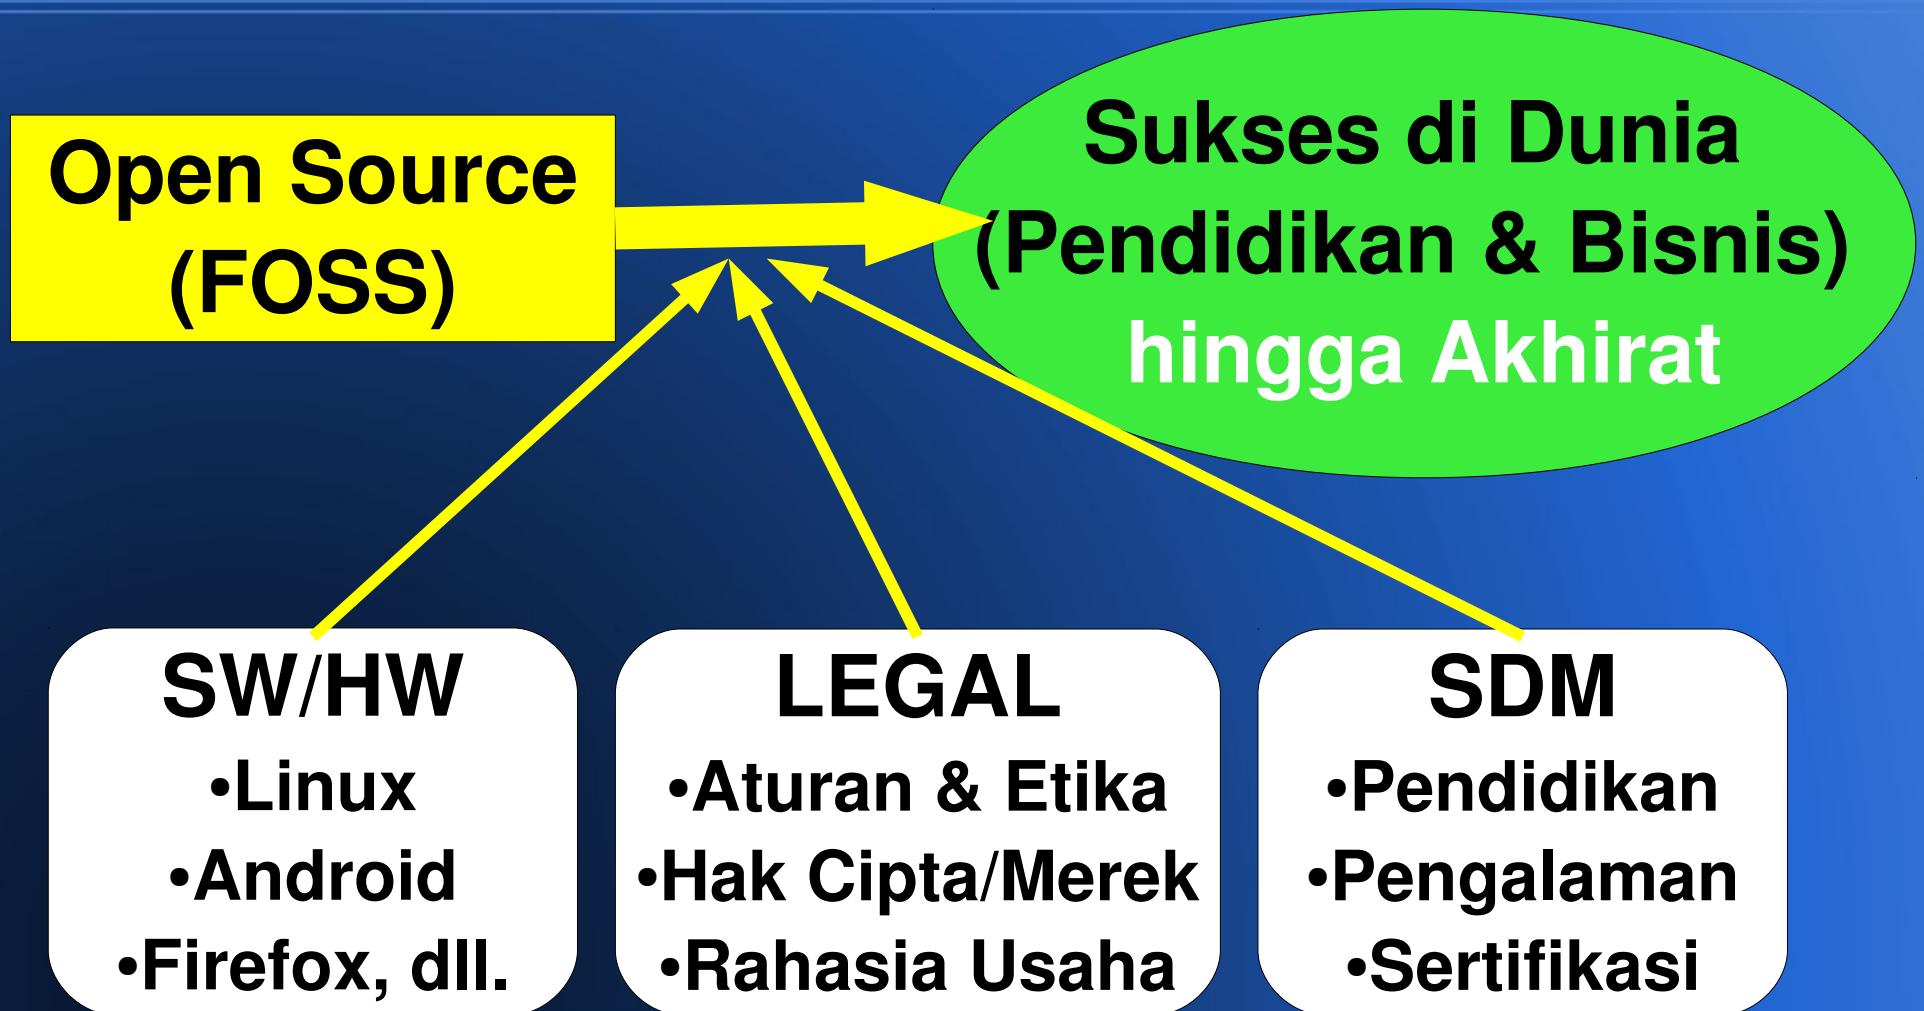 Open Source
(FOSS)
Sukses di Dunia
(Pendidikan & Bisnis)
hingga Akhirat
SW/HW
•Linux
•Android
•Firefox, dll.
LEGAL
•Aturan & Etika
•Hak Cipta/Merek
•Rahasia Usaha
SDM
•Pendidikan
•Pengalaman
•Sertifikasi